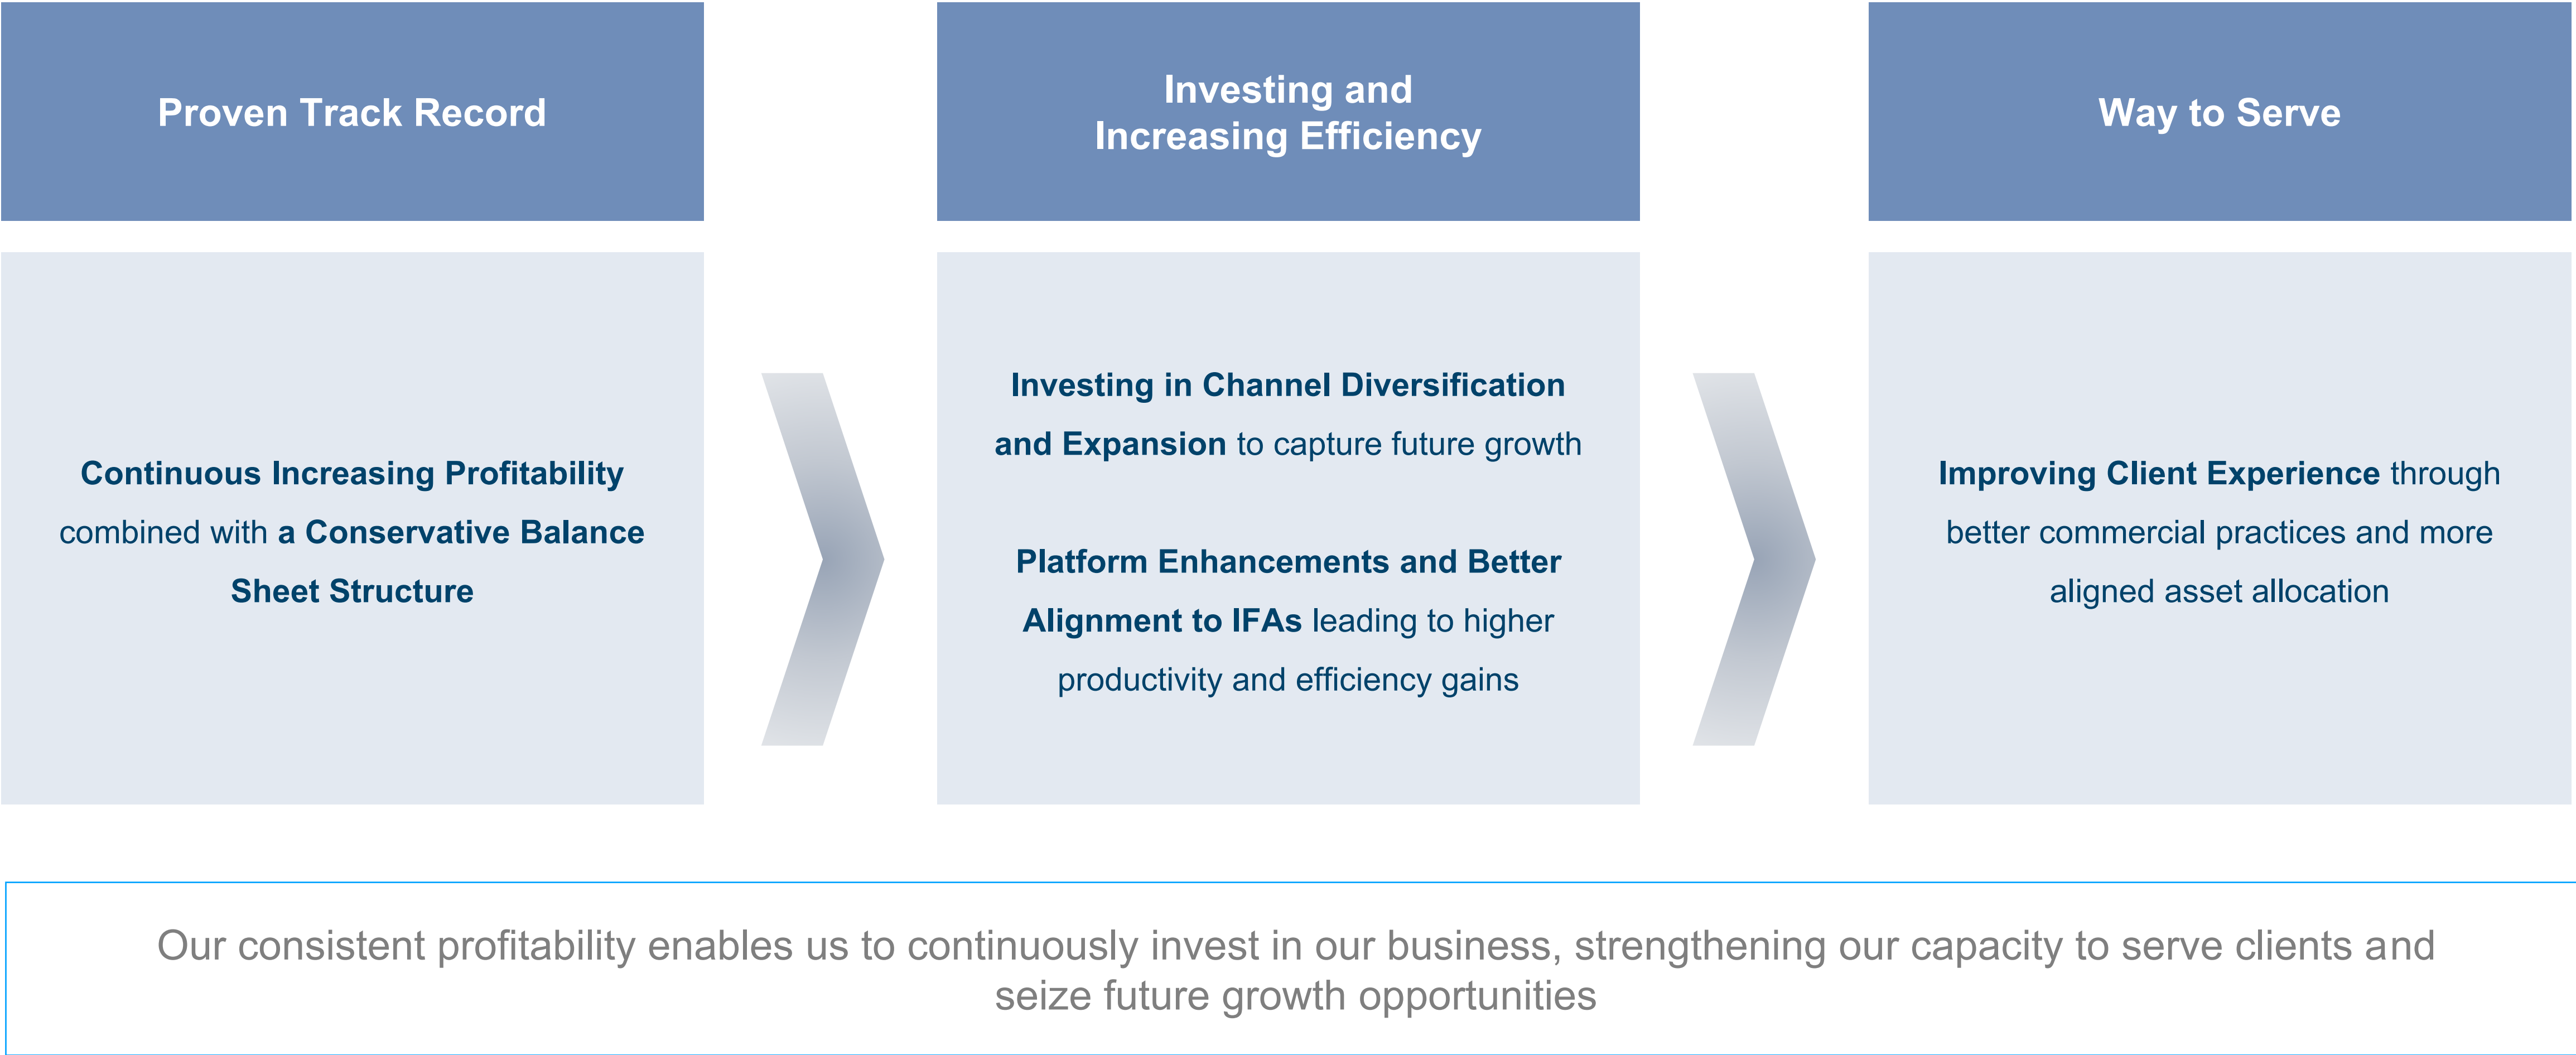 Proven Track Record
Investing and
Increasing Efficiency
Way to Serve
Continuous Increasing Profitability
combined with a Conservative Balance
Sheet Structure
Investing in Channel Diversification
and Expansion to capture future growth
Platform Enhancements and Better
Alignment to IFAs leading to higher
productivity and efficiency gains
Improving Client Experience through
better commercial practices and more
aligned asset allocation
Our consistent profitability enables us to continuously invest in our business, strengthening our capacity to serve clients and
seize future growth opportunities